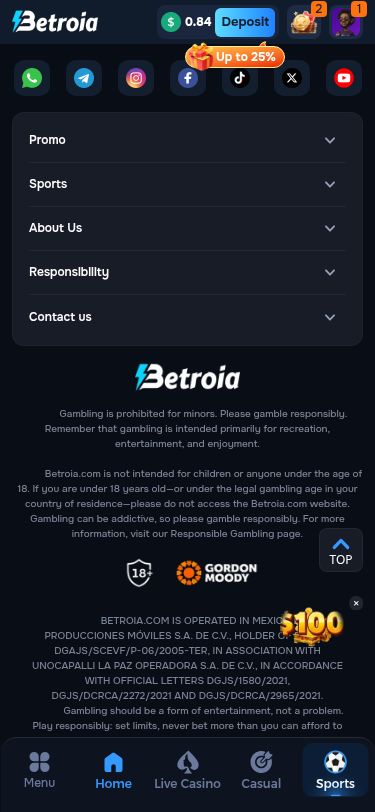 Betroia
$ 0.84 Deposit
2
1
Up to 25%
Promo
Sports
About Us
Responsibility
Contact us
Betroia
Gambling is prohibited for minors. Please gamble responsibly.
Remember that gambling is intended primarily for recreation,
entertainment, and enjoyment.
Betroia.com is not intended for children or anyone under the age of
18. If you are under 18 years old—or under the legal gambling age in your
country of residence—please do not access the Betroia.com website.
Gambling can be addictive, so please gamble responsibly. For more
information, visit our Responsible Gambling page.
TOP
18+
GORDON
MOODY
$100
BETROIA.COM IS OPERATED IN MEXIC
PRODUCCIONES MÓVILES S.A. DE C.V., HOLDER O
DGAJS/SCEVF/P-06/2005-TER, IN ASSOCIATION WITH
UNOCAPALLI LA PAZ OPERADORA S.A. DE C.V., IN ACCORDANCE
WITH OFFICIAL LETTERS DGJS/1580/2021,
DGJS/DCRCA/2272/2021 AND DGJS/DCRCA/2965/2021.
Gambling should be a form of entertainment, not a problem.
Play responsibly: set limits, never bet more than you can afford to
Menu
Home
Live Casino
Casual
Sports